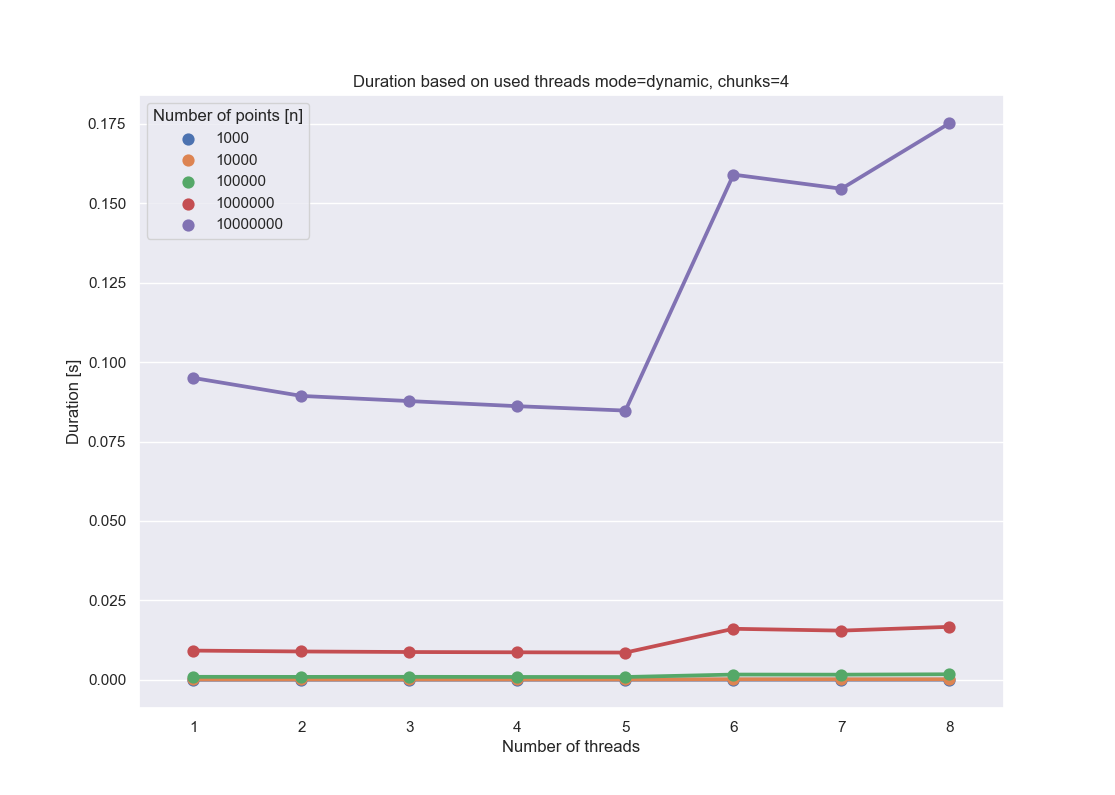 Duration based on used threads mode=dynamic, chunks=4
Number of points [n]
1000
10000
100000
1000000
10000000
0.175
0.150
0.125
0.100
0.075
0.050
0.025
0.000
Duration [s]
1 2 3 4 5 6 7 8
Number of threads